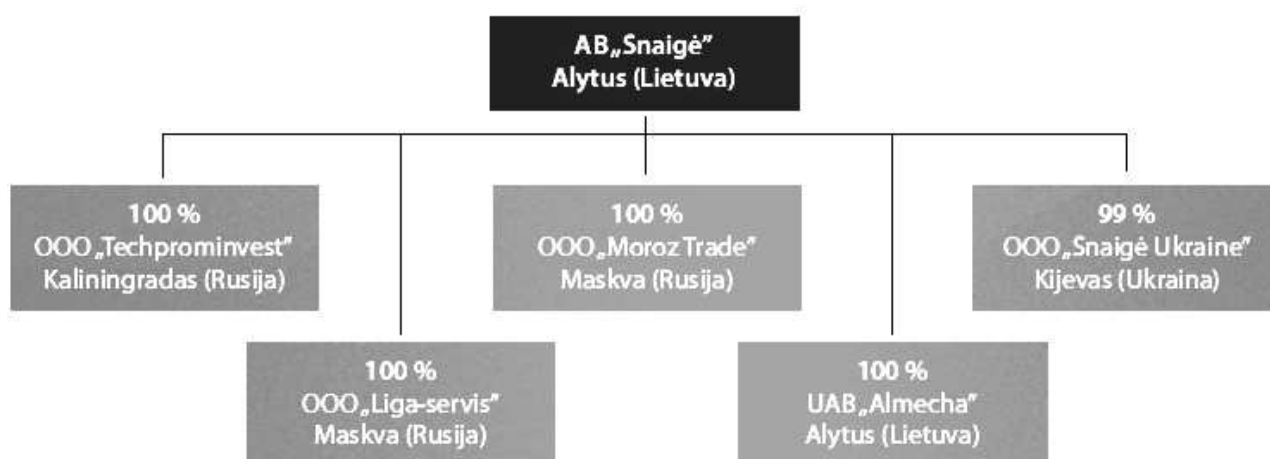 AB „Snaigė”
Alytus (Lietuva)
100 %
OOO „Techprominvest”
Kaliningradas (Rusija)
100 %
OOO „Moroz Trade”
Maskva (Rusija)
99 %
OOO „Snaigė Ukraine”
Kijevas (Ukraina)
100 %
OOO „Liga-servis”
Maskva (Rusija)
100 %
UAB „Almecha”
Alytus (Lietuva)